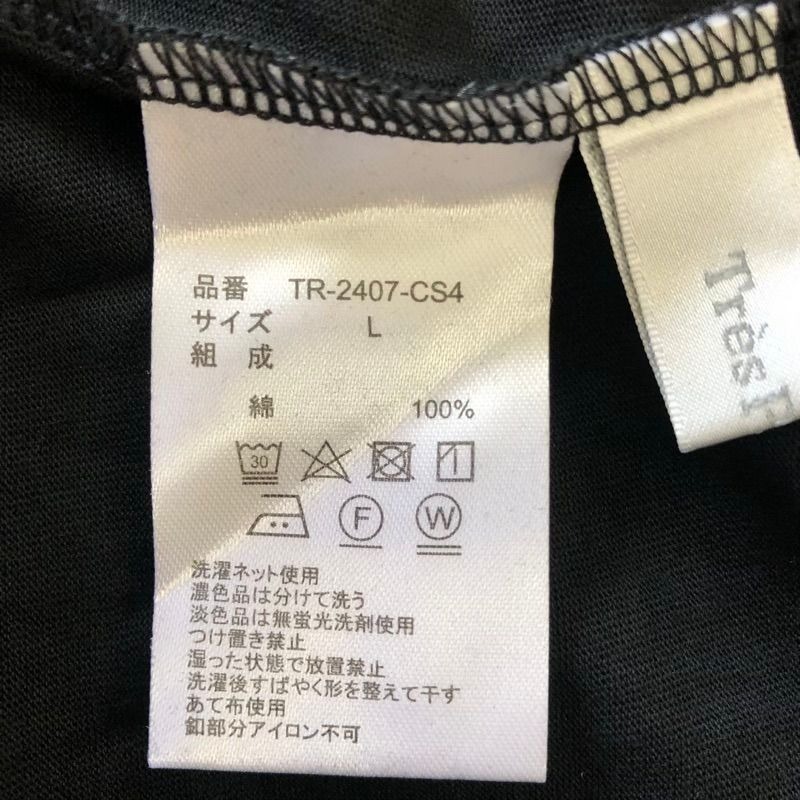 品番 TR-2407-CS4
サイズ L
組成
綿 100%
30
F W
洗濯ネット使用
濃色品は分けて洗う
淡色品は無蛍光洗剤使用
つけ置き禁止
湿った状態で放置禁止
洗濯後すばやく形を整えて干す
あて布使用
釦部分アイロン不可
Très